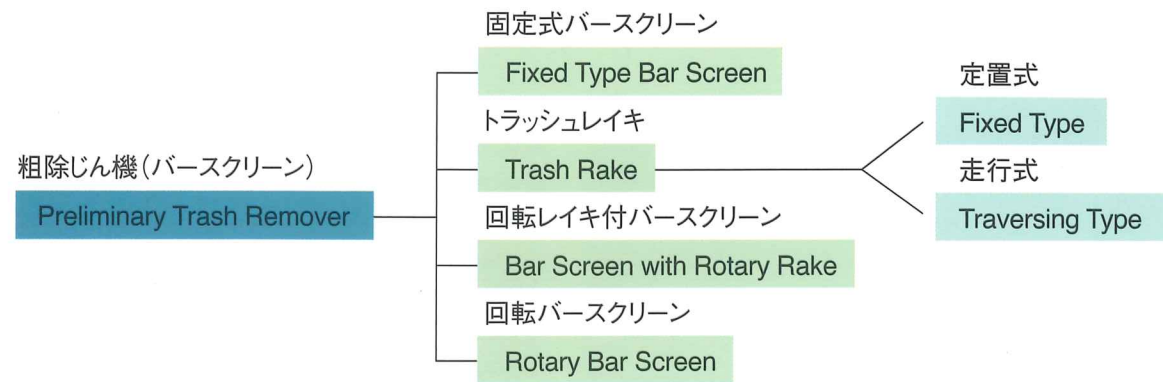 粗除じん機（バースクリーン）
Preliminary Trash Remover
固定式バースクリーン
Fixed Type Bar Screen
トラッシュレイキ
Trash Rake
定置式
Fixed Type
走行式
Traversing Type
回転レイキ付バースクリーン
Bar Screen with Rotary Rake
回転バースクリーン
Rotary Bar Screen